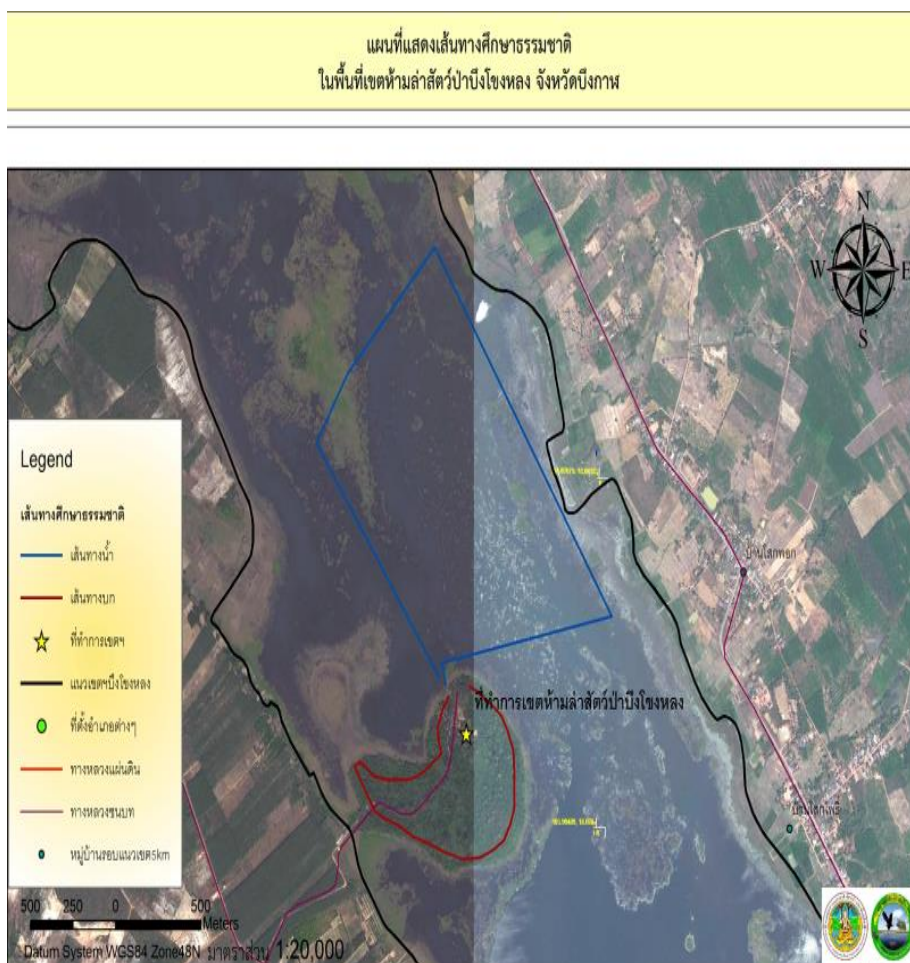 แผนที่แสดงเส้นทางศึกษาธรรมชาติ
ในพื้นที่เขตห้ามล่าสัตว์ป่าบึงโขงหลง จังหวัดบึงกาฬ
N
W E
S
Legend
เส้นทางศึกษาธรรมชาติ
เส้นทางน้ำ
เส้นทางบก
ที่ทำการเขตฯ
แนวเขตฯบึงโขงหลง
ที่ตั้งอำเภอต่างๆ
ทางหลวงแผ่นดิน
ทางหลวงชนบท
หมู่บ้านรอบแนวเขต5km
บ้านโสกพอก
ที่ทำการเขตห้ามล่าสัตว์ป่าบึงโขงหลง
บ้านโสกโพธิ์
500 250 0 500
Meters
Datum System WGS84 Zone48N มาตราส่วน 1:20,000